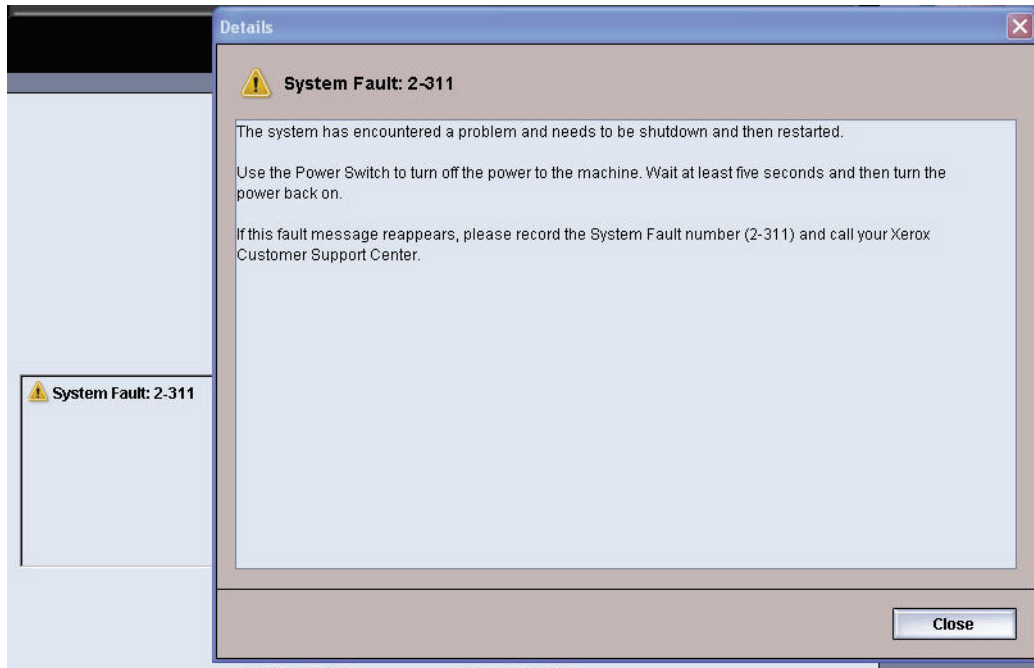 Details
System Fault: 2-311
The system has encountered a problem and needs to be shutdown and then restarted.
Use the Power Switch to turn off the power to the machine. Wait at least five seconds and then turn the
power back on.
If this fault message reappears, please record the System Fault number (2-311) and call your Xerox
Customer Support Center.
System Fault: 2-311
Close